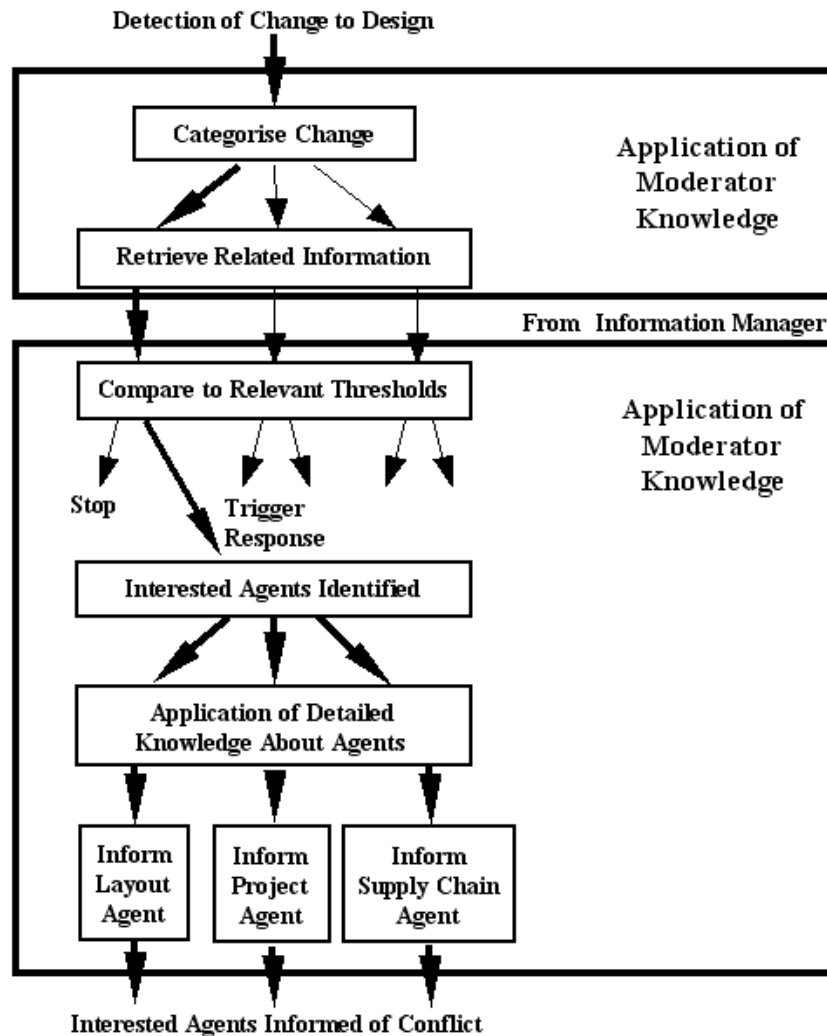 Detection of Change to Design
Categorise Change
Application of
Moderator
Knowledge
Retrieve Related Information
From Information Manager
Compare to Relevant Thresholds
Application of
Moderator
Knowledge
Stop
Trigger
Response
Interested Agents Identified
Application of Detailed
Knowledge About Agents
Inform
Layout
Agent
Inform
Project
Agent
Inform
Supply Chain
Agent
Interested Agents Informed of Conflict